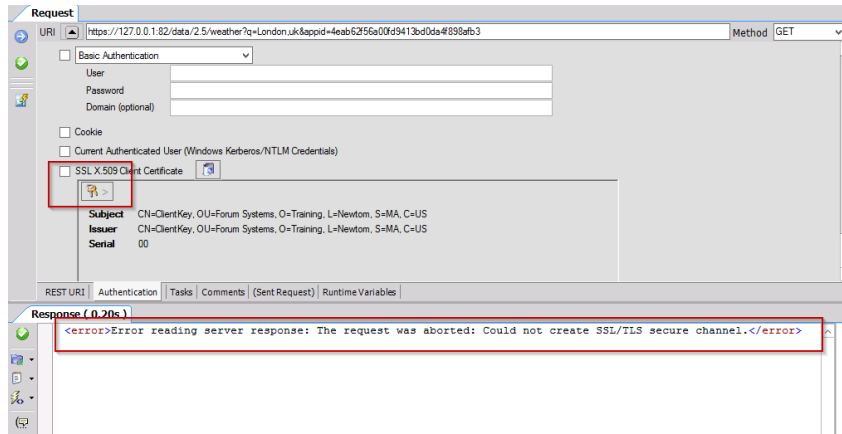 Request
URI https://127.0.0.1:82/data/2.5/weather?q=London,uk&appid=4eab62f56a00fd9413bd0da4f898afb3 Method GET
Basic Authentication
User
Password
Domain (optional)
Cookie
Current Authenticated User (Windows Kerberos/NTLM Credentials)
SSL X.509 Client Certificate
>
Subject CN=ClientKey, OU=Forum Systems, O=Training, L=Newtom, S=MA, C=US
Issuer CN=ClientKey, OU=Forum Systems, O=Training, L=Newtom, S=MA, C=US
Serial 00
REST URI Authentication Tasks Comments (Sent Request) Runtime Variables
Response ( 0.20s )
<error>Error reading server response: The request was aborted: Could not create SSL/TLS secure channel.</error>